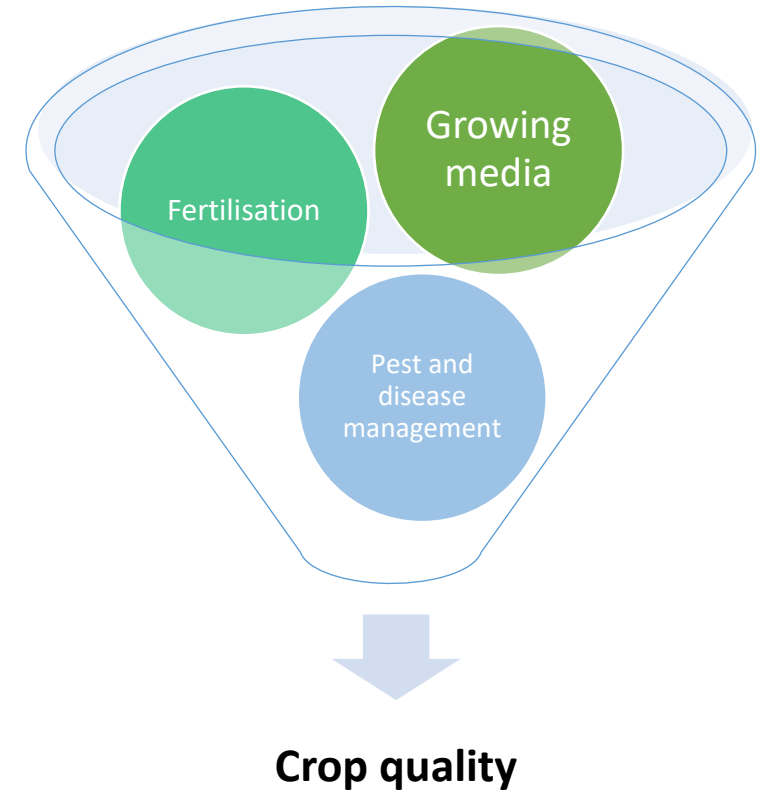 Growing
media
Fertilisation
Pest and
disease
management
Crop quality